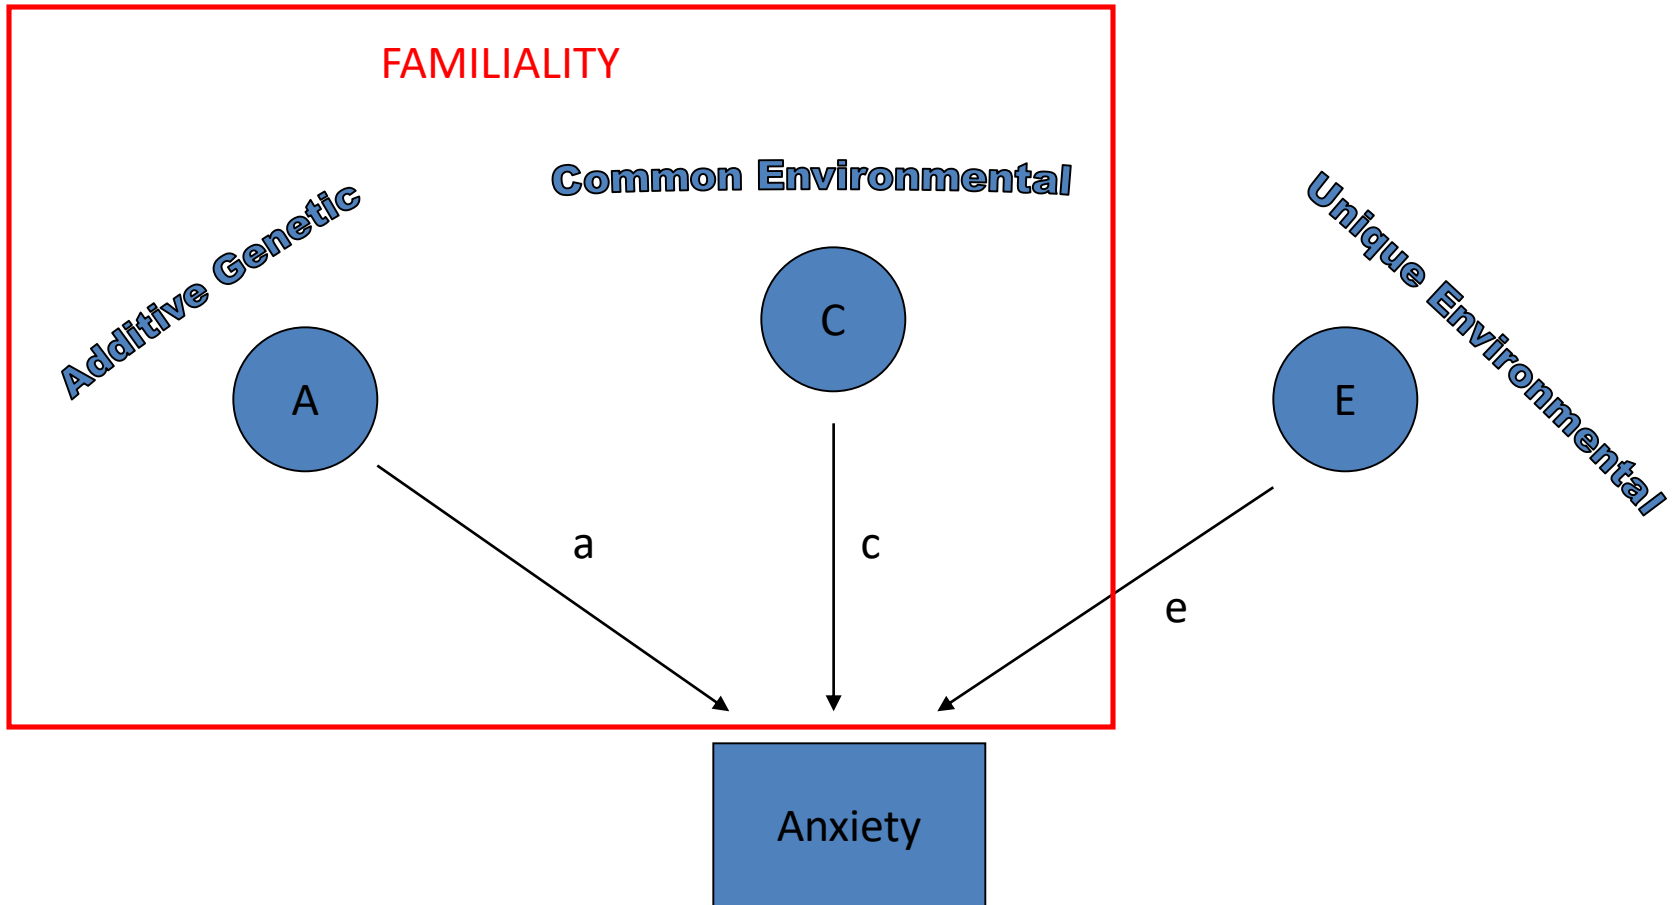 FAMILIALITY
Common Environmental
Additive Genetic
Unique Environmental
A
C
E
a
c
e
Anxiety